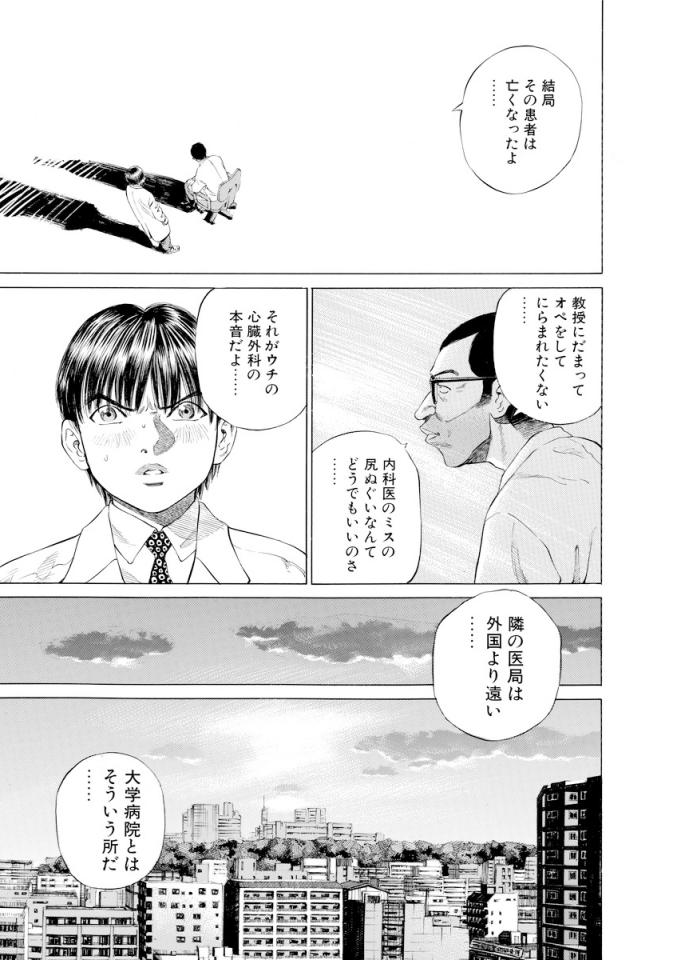 結局
その患者は
亡くなったよ
……
教授にだまって
オペをして
にらまれたくない
……
内科医のミスの
尻ぬぐいなんて
どうでもいいのさ
それがウチの
心臓外科の
本音だよ……
隣の医局は
外国より遠い
……
大学病院とは
そういう所だ
……